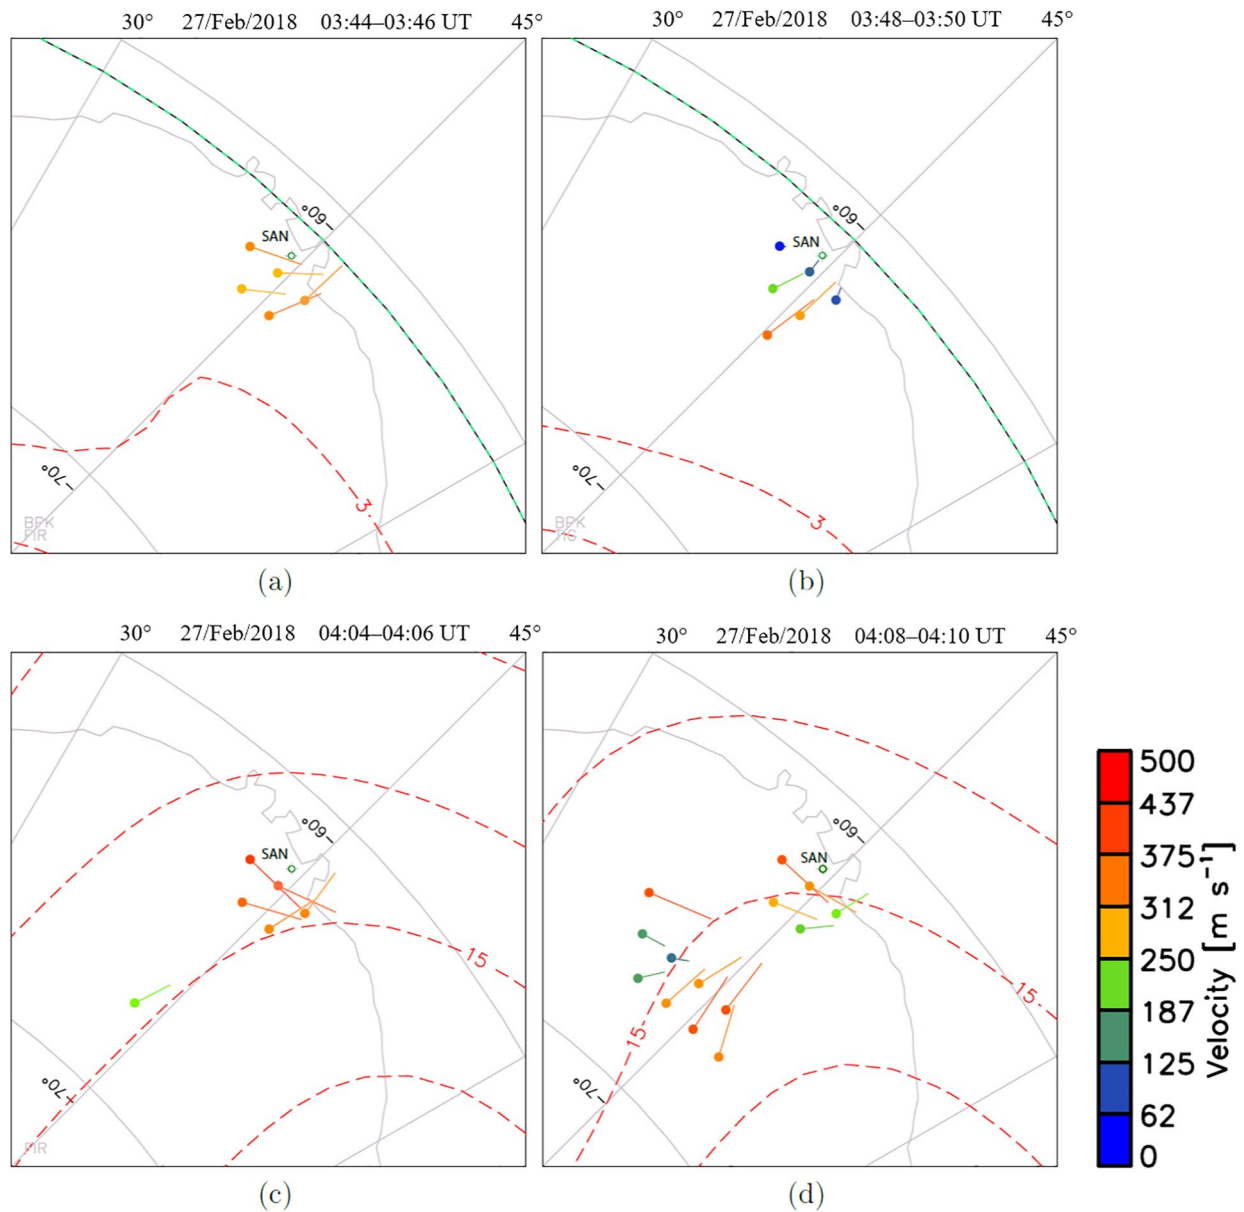 30° 27/Feb/2018 03:44–03:46 UT 45°
30° 27/Feb/2018 03:48–03:50 UT 45°
–60°
SAN
3
–70°
BPK
FIR
–60°
SAN
3
–70°
BPK
(a)
(b)
30° 27/Feb/2018 04:04–04:06 UT 45°
30° 27/Feb/2018 04:08–04:10 UT 45°
–60°
SAN
15
–70°
FIR
–60°
SAN
15
15
–70°
500
437
375
312
250
187
125
62
0
Velocity [m s⁻¹]
(c)
(d)